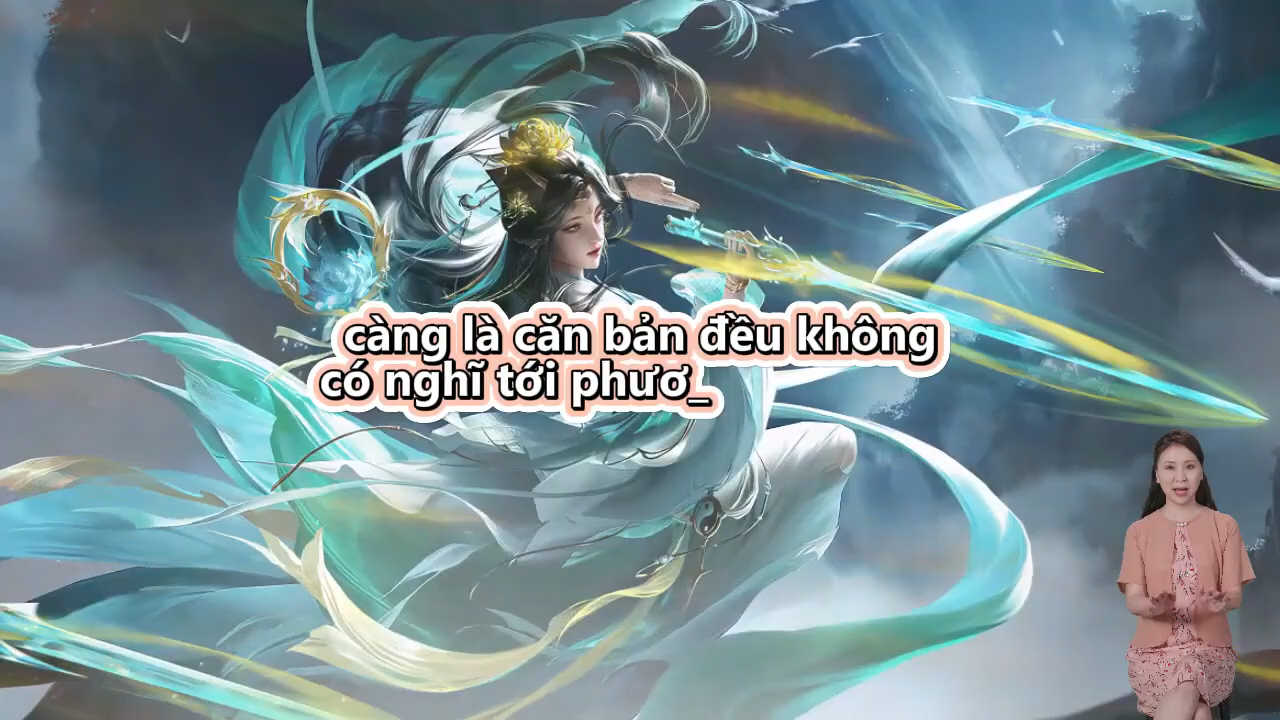 càng là căn bản đều không
có nghĩ tới phươ_